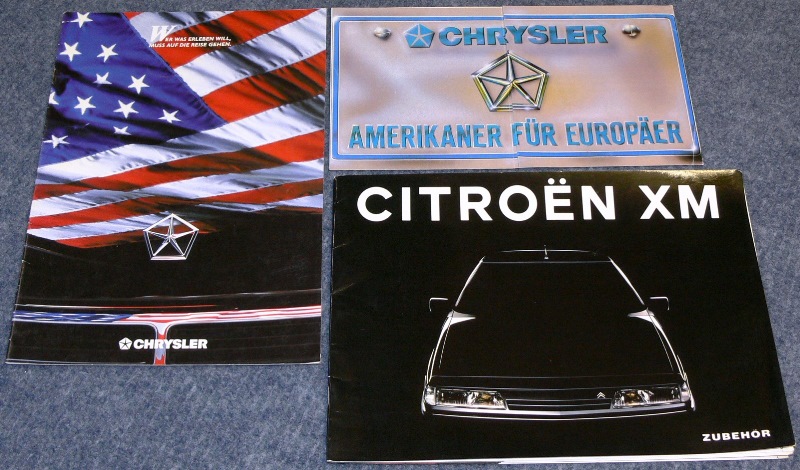 WER WAS ERLEBEN WILL,
MUSS AUF DIE REISE GEHEN.
CHRYSLER
CHRYSLER
AMERIKANER FÜR EUROPÄER
CITROËN XM
ZUBEHÖR